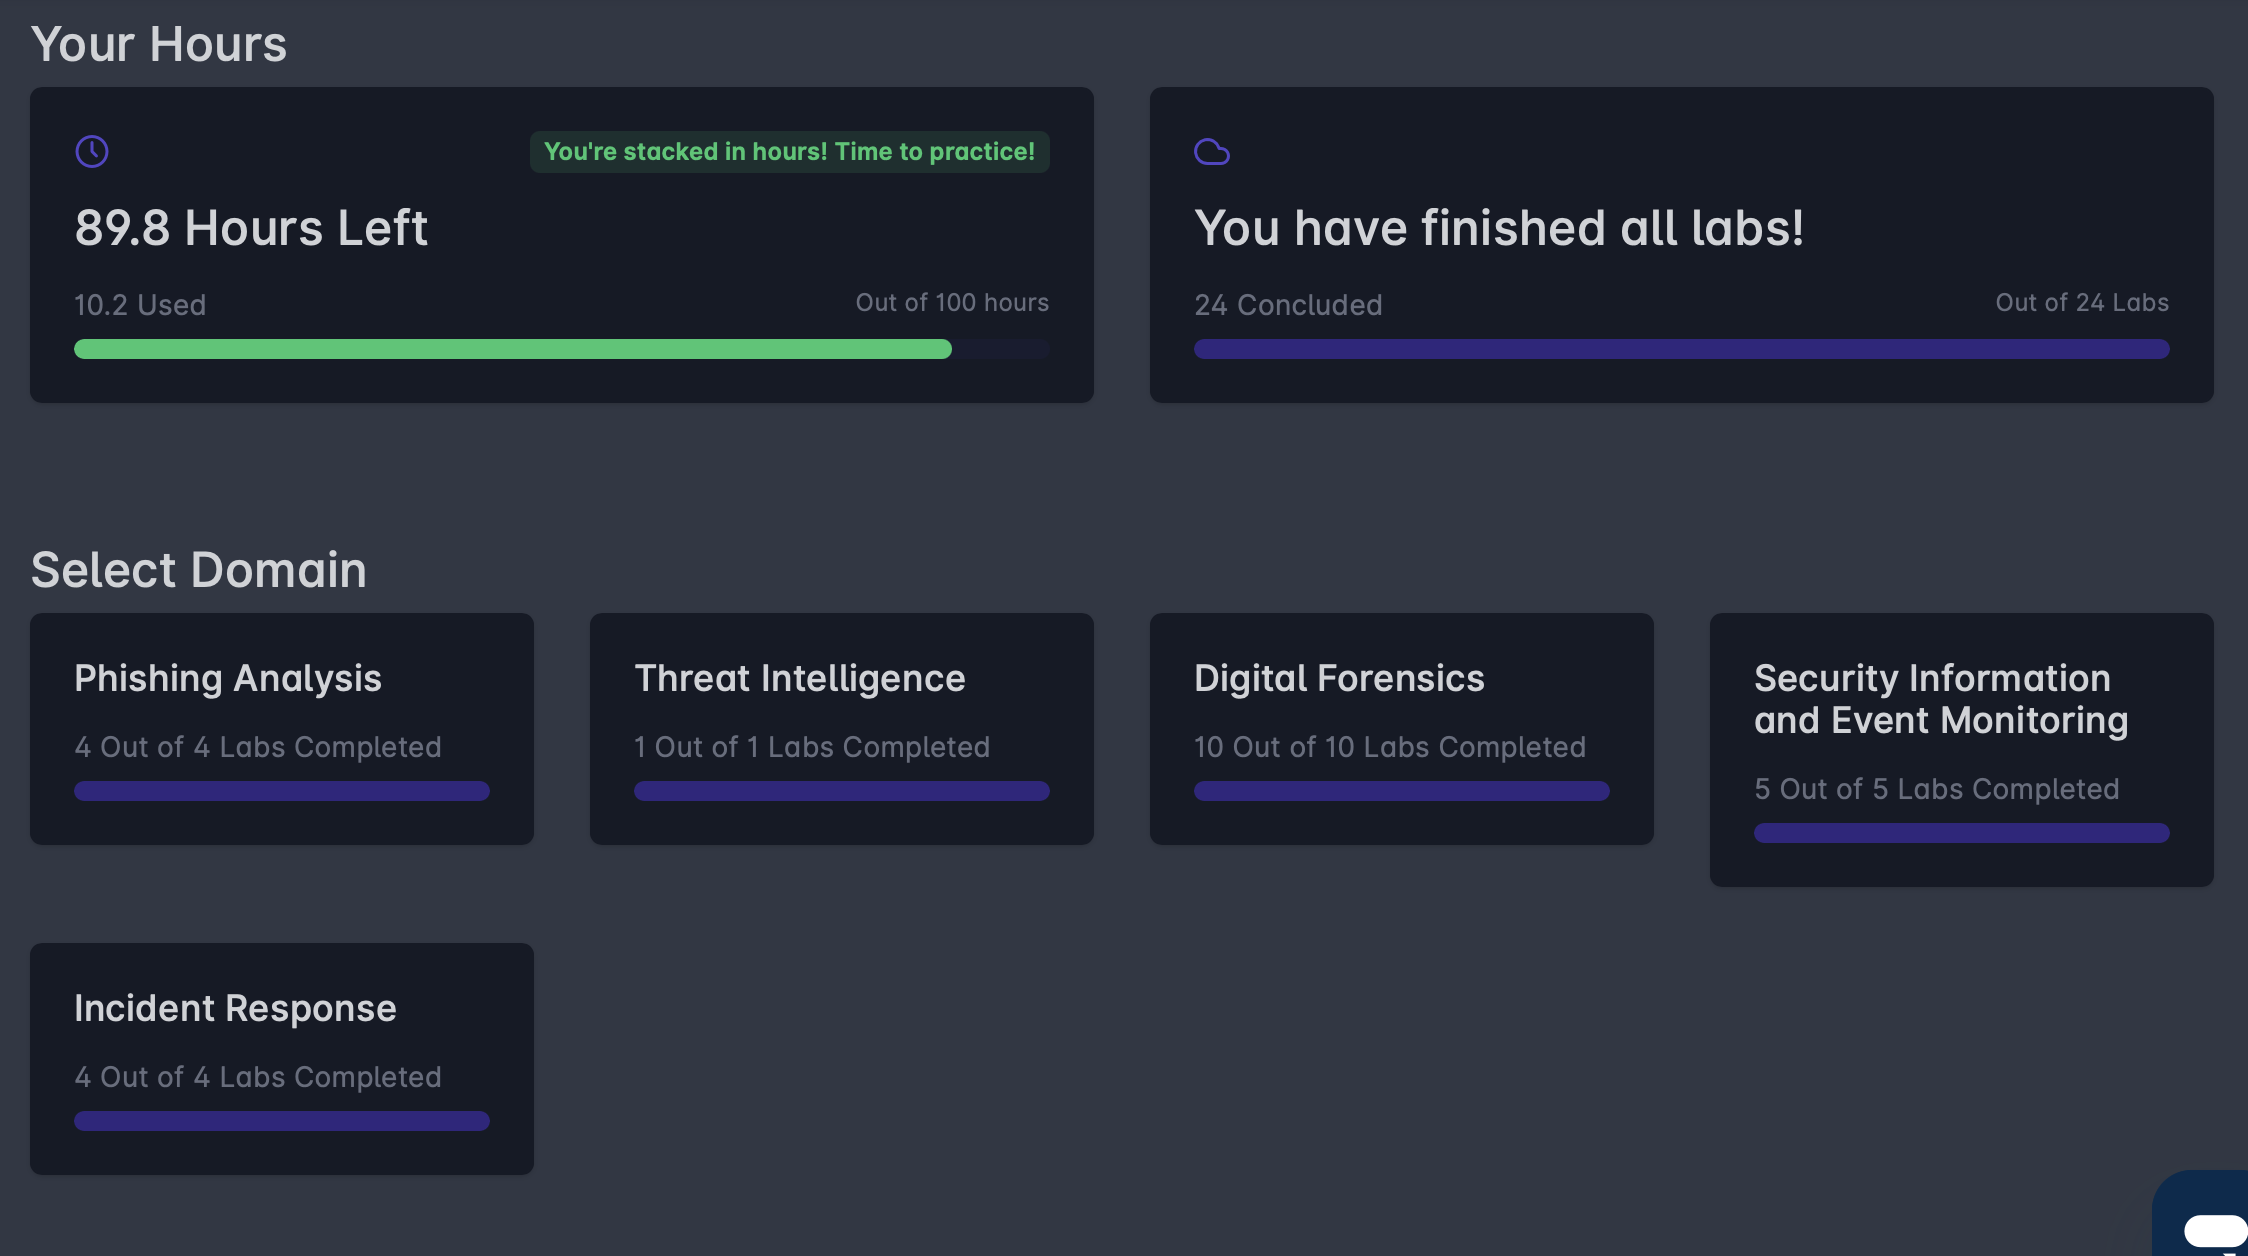 Your Hours
You're stacked in hours! Time to practice!
89.8 Hours Left
10.2 Used
Out of 100 hours
You have finished all labs!
24 Concluded
Out of 24 Labs
Select Domain
Phishing Analysis
4 Out of 4 Labs Completed
Threat Intelligence
1 Out of 1 Labs Completed
Digital Forensics
10 Out of 10 Labs Completed
Security Information
and Event Monitoring
5 Out of 5 Labs Completed
Incident Response
4 Out of 4 Labs Completed